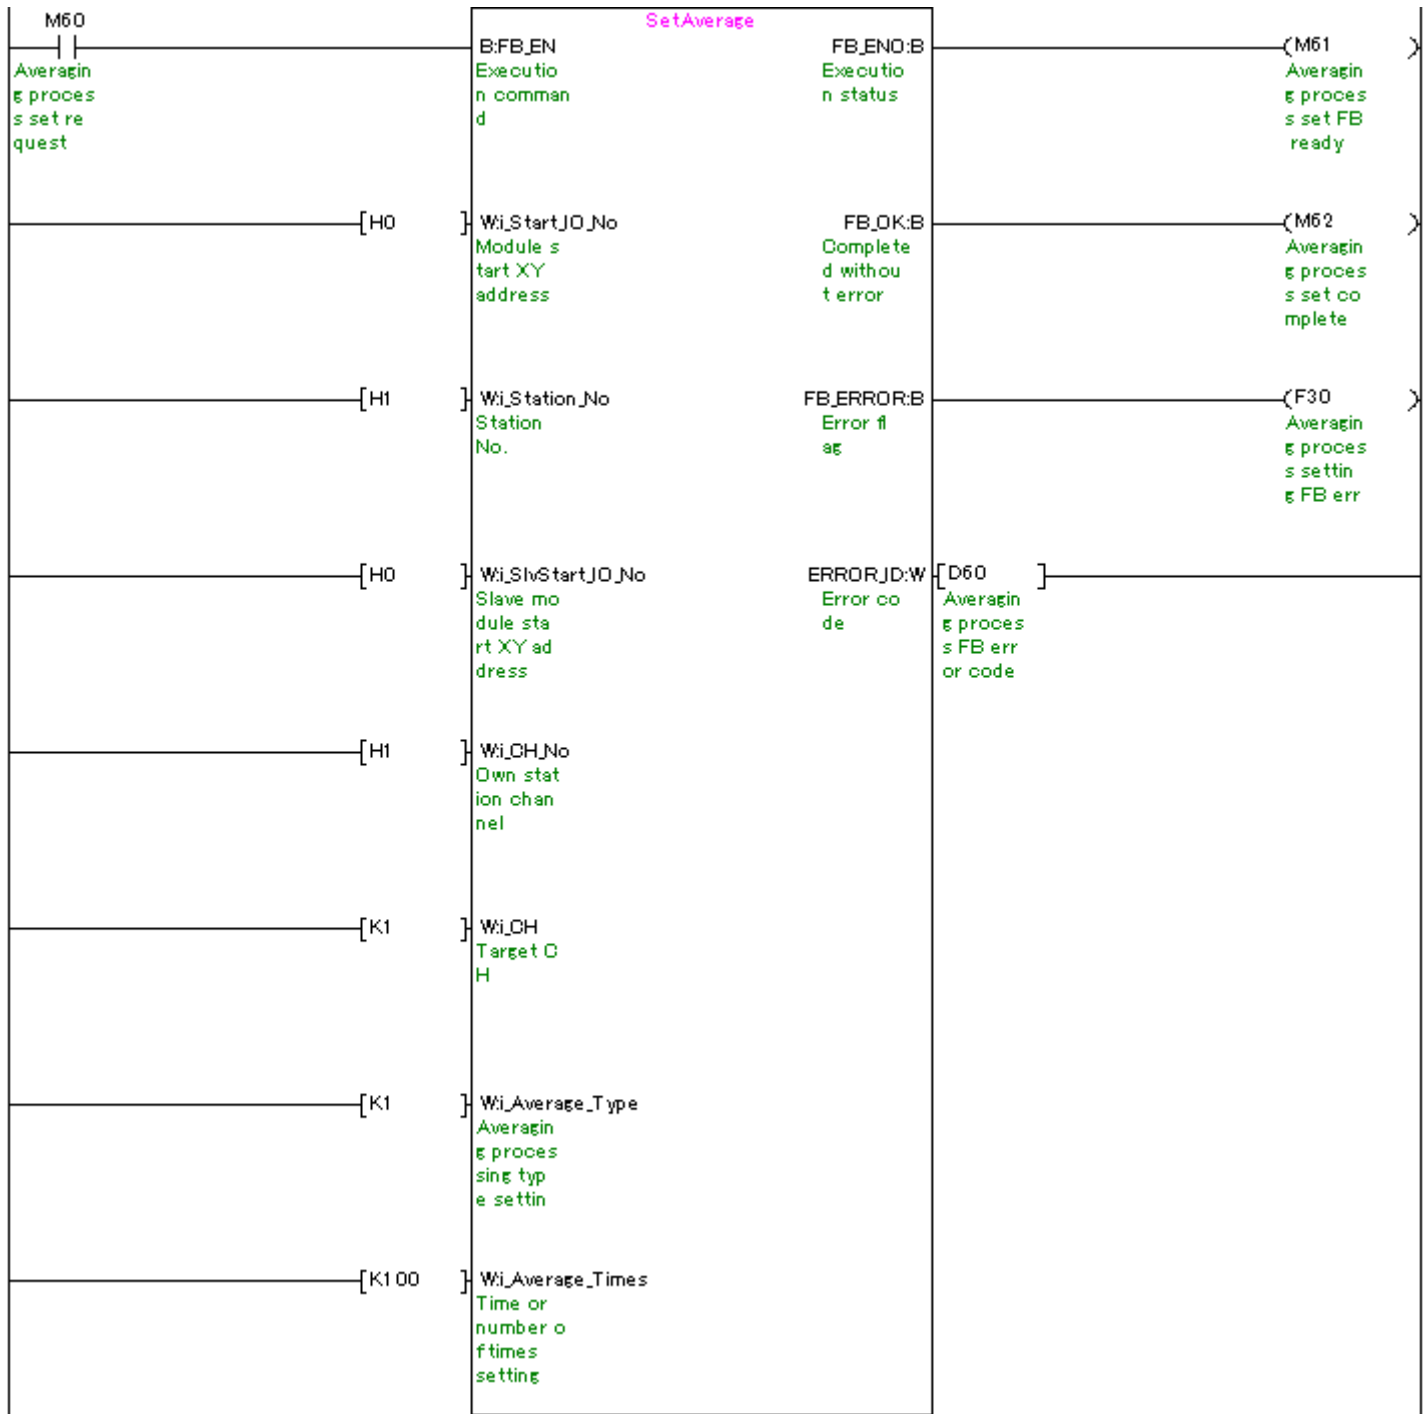 M60
SetAverage
B:FB_EN
FB_ENO:B
M61
Averagin
g proces
s set re
quest
Executio
n comman
d
Executio
n status
Averagin
g proces
s set FB
ready
H0
W:i_Start_IO_No
FB_OK:B
M62
Module s
tart XY
address
Complete
d withou
t error
Averagin
g proces
s set co
mplete
H1
W:i_Station_No
FB_ERROR:B
F30
Station
No.
Error fl
ag
Averagin
g proces
s settin
g FB err
H0
W:i_SlvStart_IO_No
ERROR_ID:W
D60
Slave mo
dule sta
rt XY ad
dress
Error co
de
Averagin
g proces
s FB err
or code
H1
W:i_CH_No
Own stat
ion chan
nel
K1
W:i_CH
Target C
H
K1
W:i_Average_Type
Averagin
g proces
sing typ
e settin
K100
W:i_Average_Times
Time or
number o
f times
setting